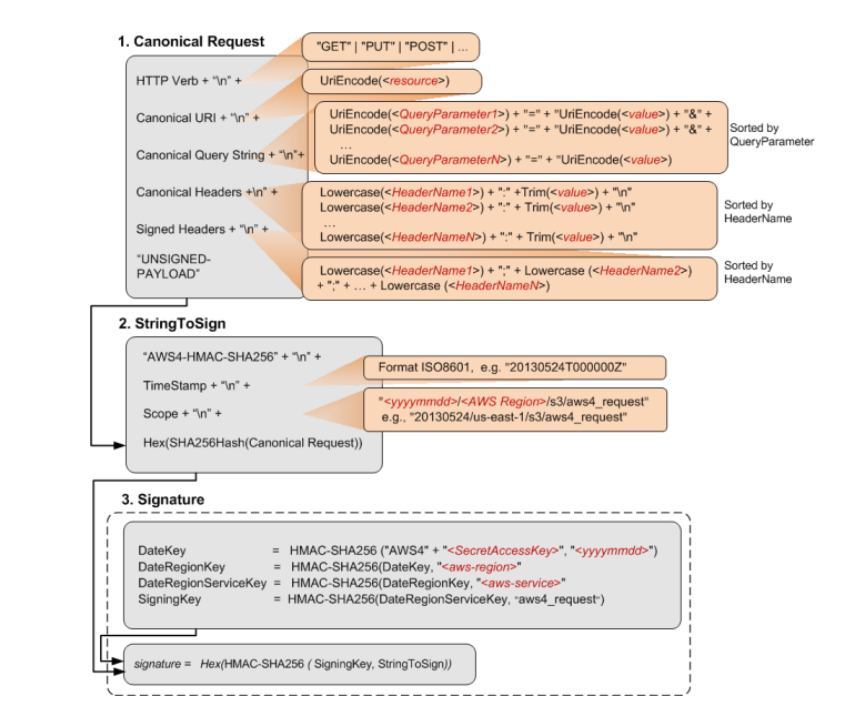 1. Canonical Request
"GET" | "PUT" | "POST" | ...
HTTP Verb + "\n" +
UriEncode(<resource>)
Canonical URI + "\n" +
UriEncode(<QueryParameter1>) + "=" + "UriEncode(<value>) + "&" +
UriEncode(<QueryParameter2>) + "=" + "UriEncode(<value>) + "&" +
...
UriEncode(<QueryParameterN>) + "=" + "UriEncode(<value>)
Sorted by
QueryParameter
Canonical Query String + "\n"+
Canonical Headers +\n" +
Lowercase(<HeaderName1>) + ":" +Trim(<value>) + "\n"
Lowercase(<HeaderName2>) + ":" + Trim(<value>) + "\n"
...
Lowercase(<HeaderNameN>) + ":" + Trim(<value>) + "\n"
Sorted by
HeaderName
Signed Headers + "\n" +
Lowercase(<HeaderName1>) + ";" + Lowercase (<HeaderName2>)
+ ";" + ... + Lowercase (<HeaderNameN>)
Sorted by
HeaderName
"UNSIGNED-
PAYLOAD"
2. StringToSign
"AWS4-HMAC-SHA256" + "\n" +
Format ISO8601, e.g. "20130524T000000Z"
TimeStamp + "\n" +
"<yyyymmdd>/<AWS Region>/s3/aws4_request"
e.g., "20130524/us-east-1/s3/aws4_request"
Scope + "\n" +
Hex(SHA256Hash(Canonical Request))
3. Signature
DateKey = HMAC-SHA256 ("AWS4" + "<SecretAccessKey>", "<yyyymmdd>")
DateRegionKey = HMAC-SHA256(DateKey, "<aws-region>"
DateRegionServiceKey = HMAC-SHA256(DateRegionKey, "<aws-service>"
SigningKey = HMAC-SHA256(DateRegionServiceKey, "aws4_request")
signature = Hex(HMAC-SHA256 ( SigningKey, StringToSign))